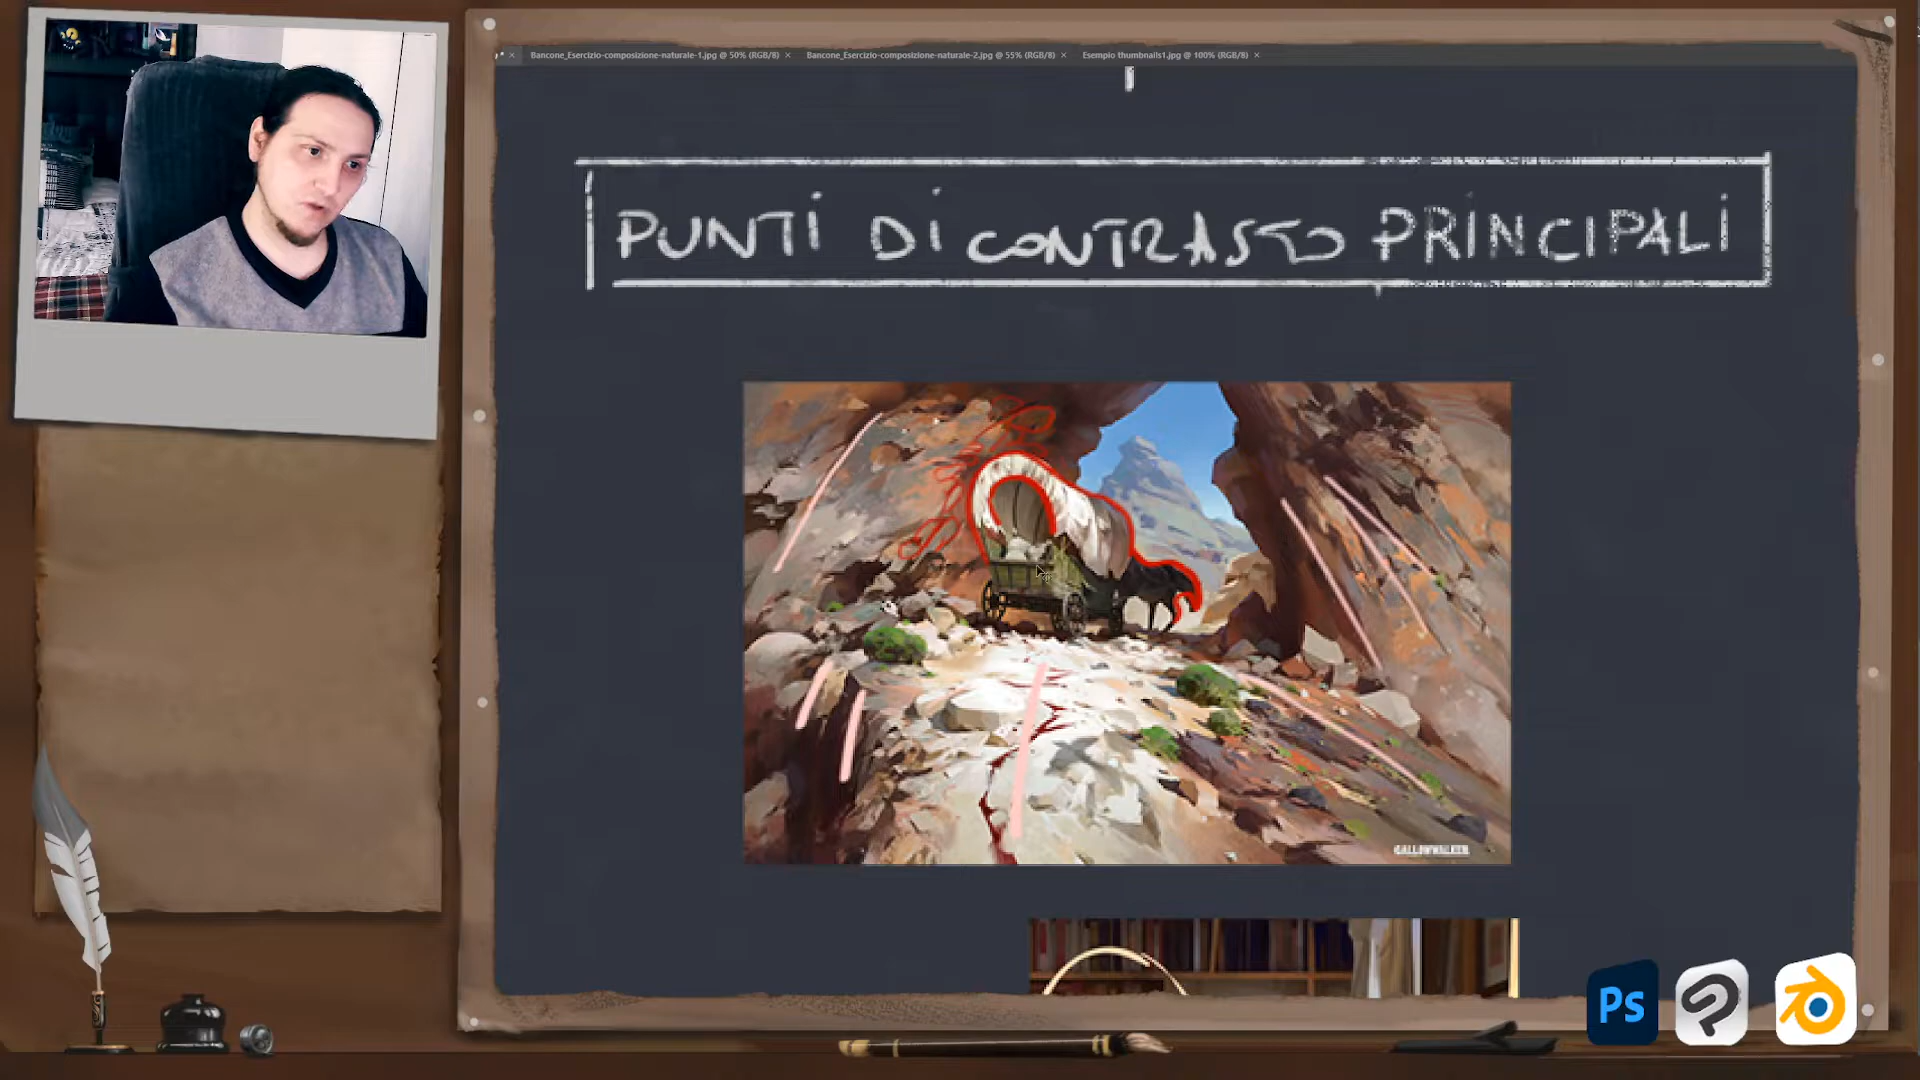 Bancone_Esercizio-composizione-naturale-1.jpg @ 50% (RGB/8) × Bancone_Esercizio-composizione-naturale-2.jpg @ 55% (RGB/8) × Esempio thumbnails1.jpg @ 100% (RGB/8) ×
PUNTI DI CONTRASTO PRINCIPALI
GALLOWWALKER
Ps